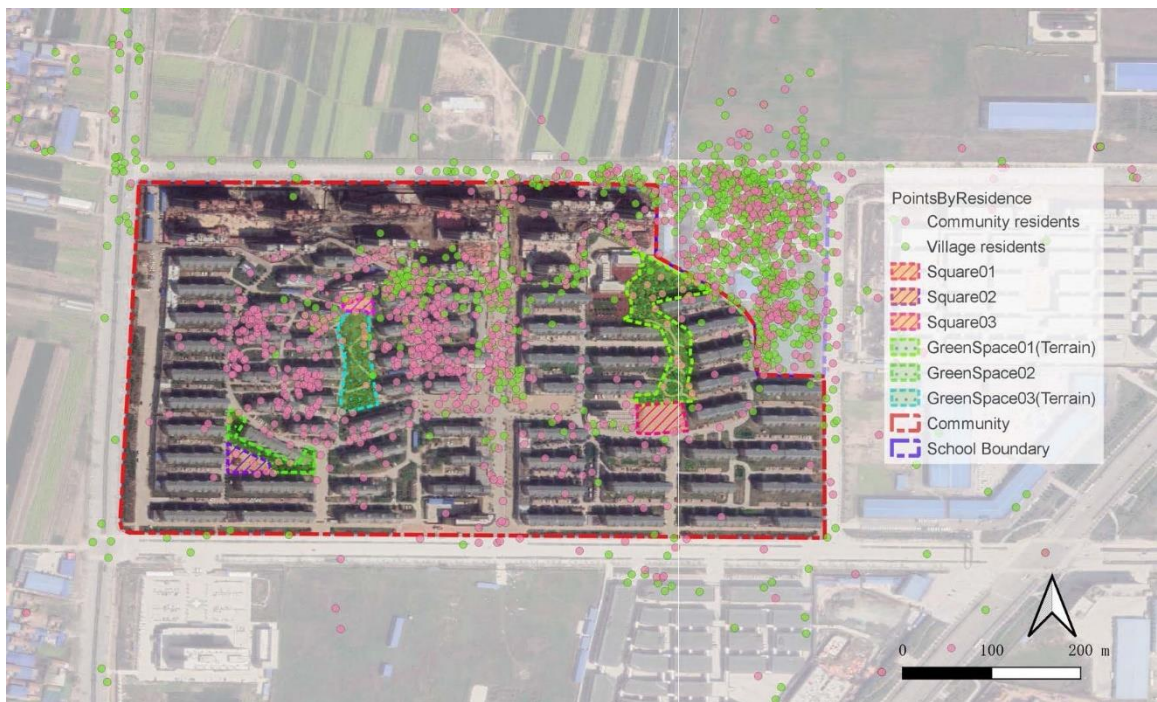 PointsByResidence
Community residents
Village residents
Square01
Square02
Square03
GreenSpace01(Terrain)
GreenSpace02
GreenSpace03(Terrain)
Community
School Boundary
0 100 200 m